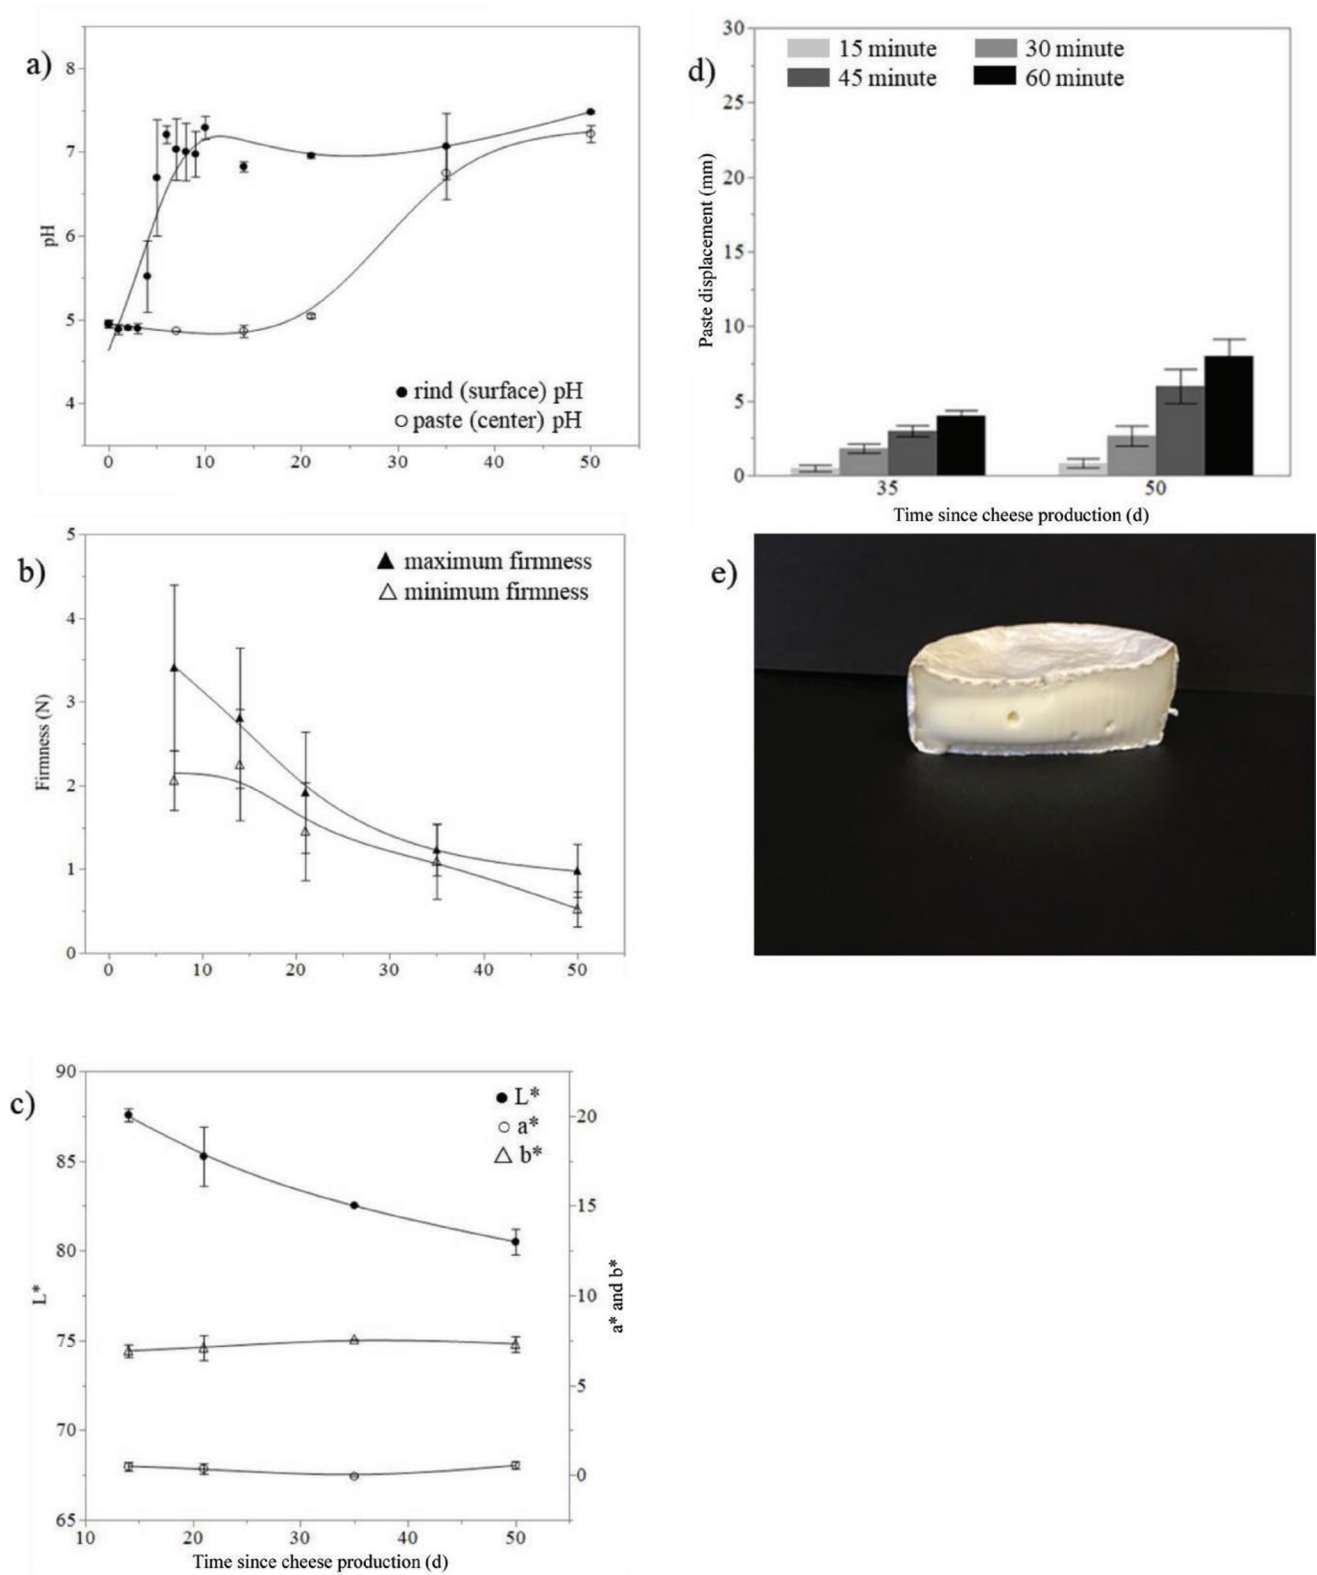 a)
8
7
6
5
4
pH
rind (surface) pH
paste (center) pH
0 10 20 30 40 50
b)
5
4
3
2
1
0
Firmness (N)
maximum firmness
minimum firmness
0 10 20 30 40 50
c)
90
85
80
75
70
65
L*
L*
a*
b*
20
15
10
5
0
a* and b*
10 20 30 40 50
Time since cheese production (d)
d)
30
25
20
15
10
5
0
Paste displacement (mm)
15 minute 30 minute
45 minute 60 minute
35 50
Time since cheese production (d)
e)